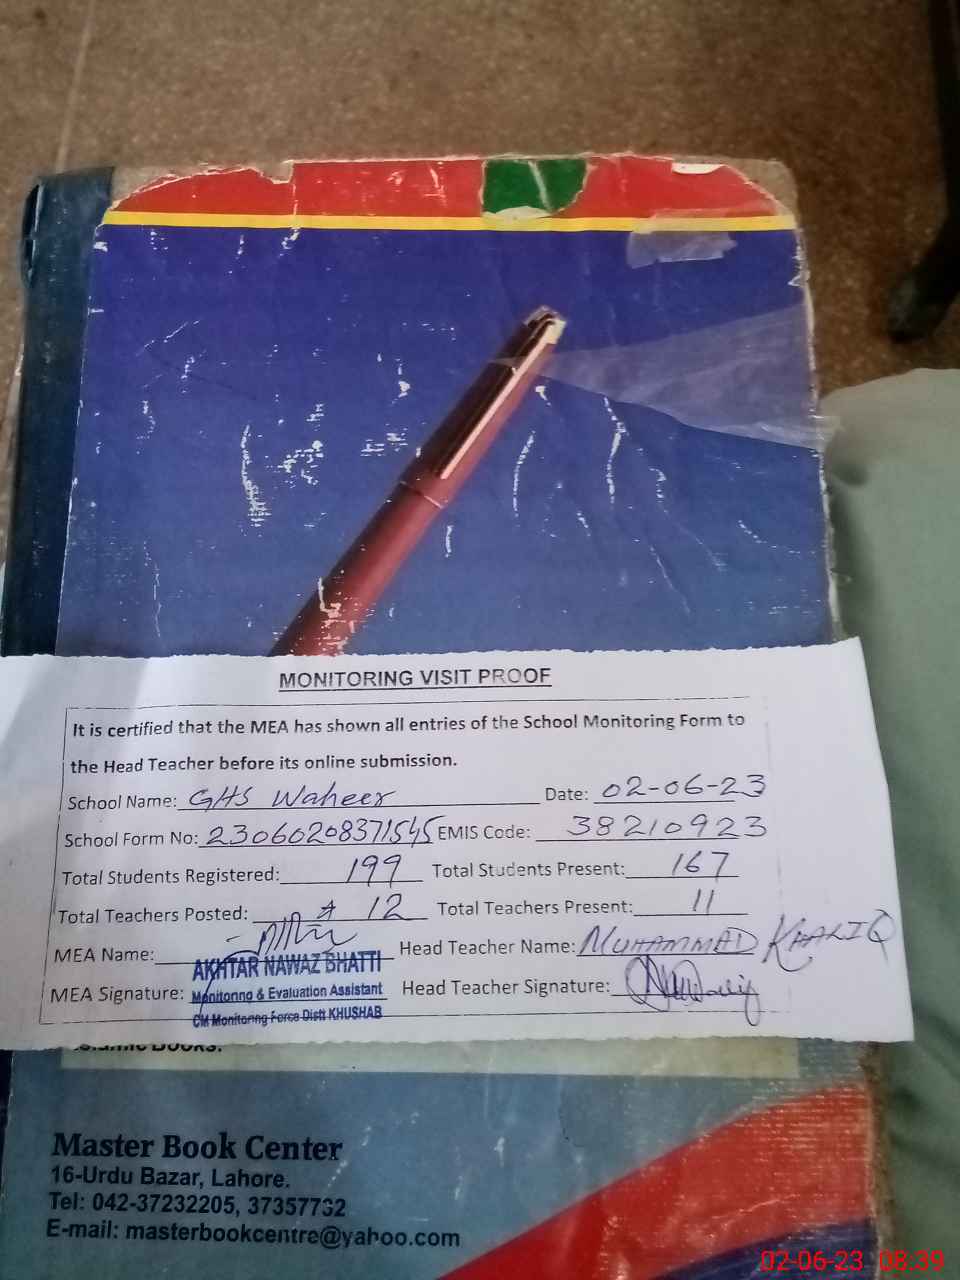 MONITORING VISIT PROOF
It is certified that the MEA has shown all entries of the School Monitoring Form to
the Head Teacher before its online submission.
School Name: GHS Waheer Date: 02-06-23
School Form No: 23060208371545 EMIS Code: 38210923
Total Students Registered: 199 Total Students Present: 167
Total Teachers Posted: 12 Total Teachers Present: 11
MEA Name: Head Teacher Name: MUHAMMAD KHALIQ
AKHTAR NAWAZ BHATTI
MEA Signature: Monitoring & Evaluation Assistant Head Teacher Signature:
CM Monitoring Force Distt KHUSHAB
Islamic Books.
Master Book Center
16-Urdu Bazar, Lahore.
Tel: 042-37232205, 37357732
E-mail: masterbookcentre@yahoo.com
02-06-23 08:39